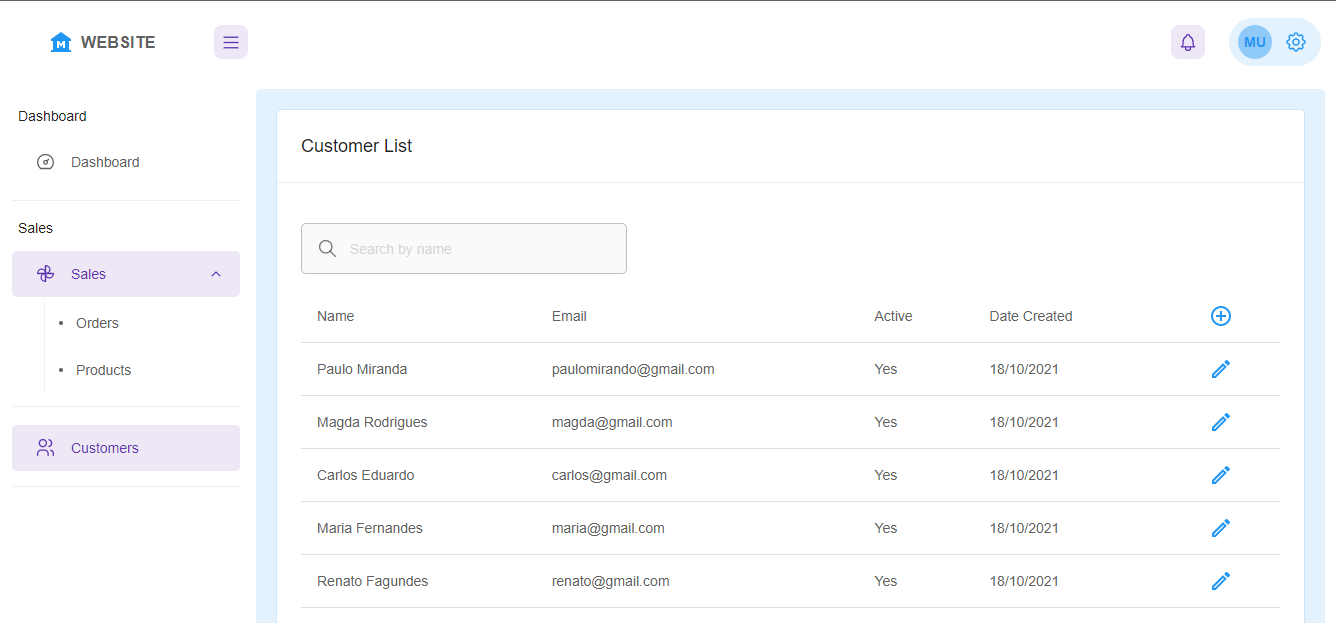 WEBSITE
MU
Dashboard
Dashboard
Sales
Sales
Orders
Products
Customers
Customer List
Search by name
Name Email Active Date Created
Paulo Miranda paulomirando@gmail.com Yes 18/10/2021
Magda Rodrigues magda@gmail.com Yes 18/10/2021
Carlos Eduardo carlos@gmail.com Yes 18/10/2021
Maria Fernandes maria@gmail.com Yes 18/10/2021
Renato Fagundes renato@gmail.com Yes 18/10/2021